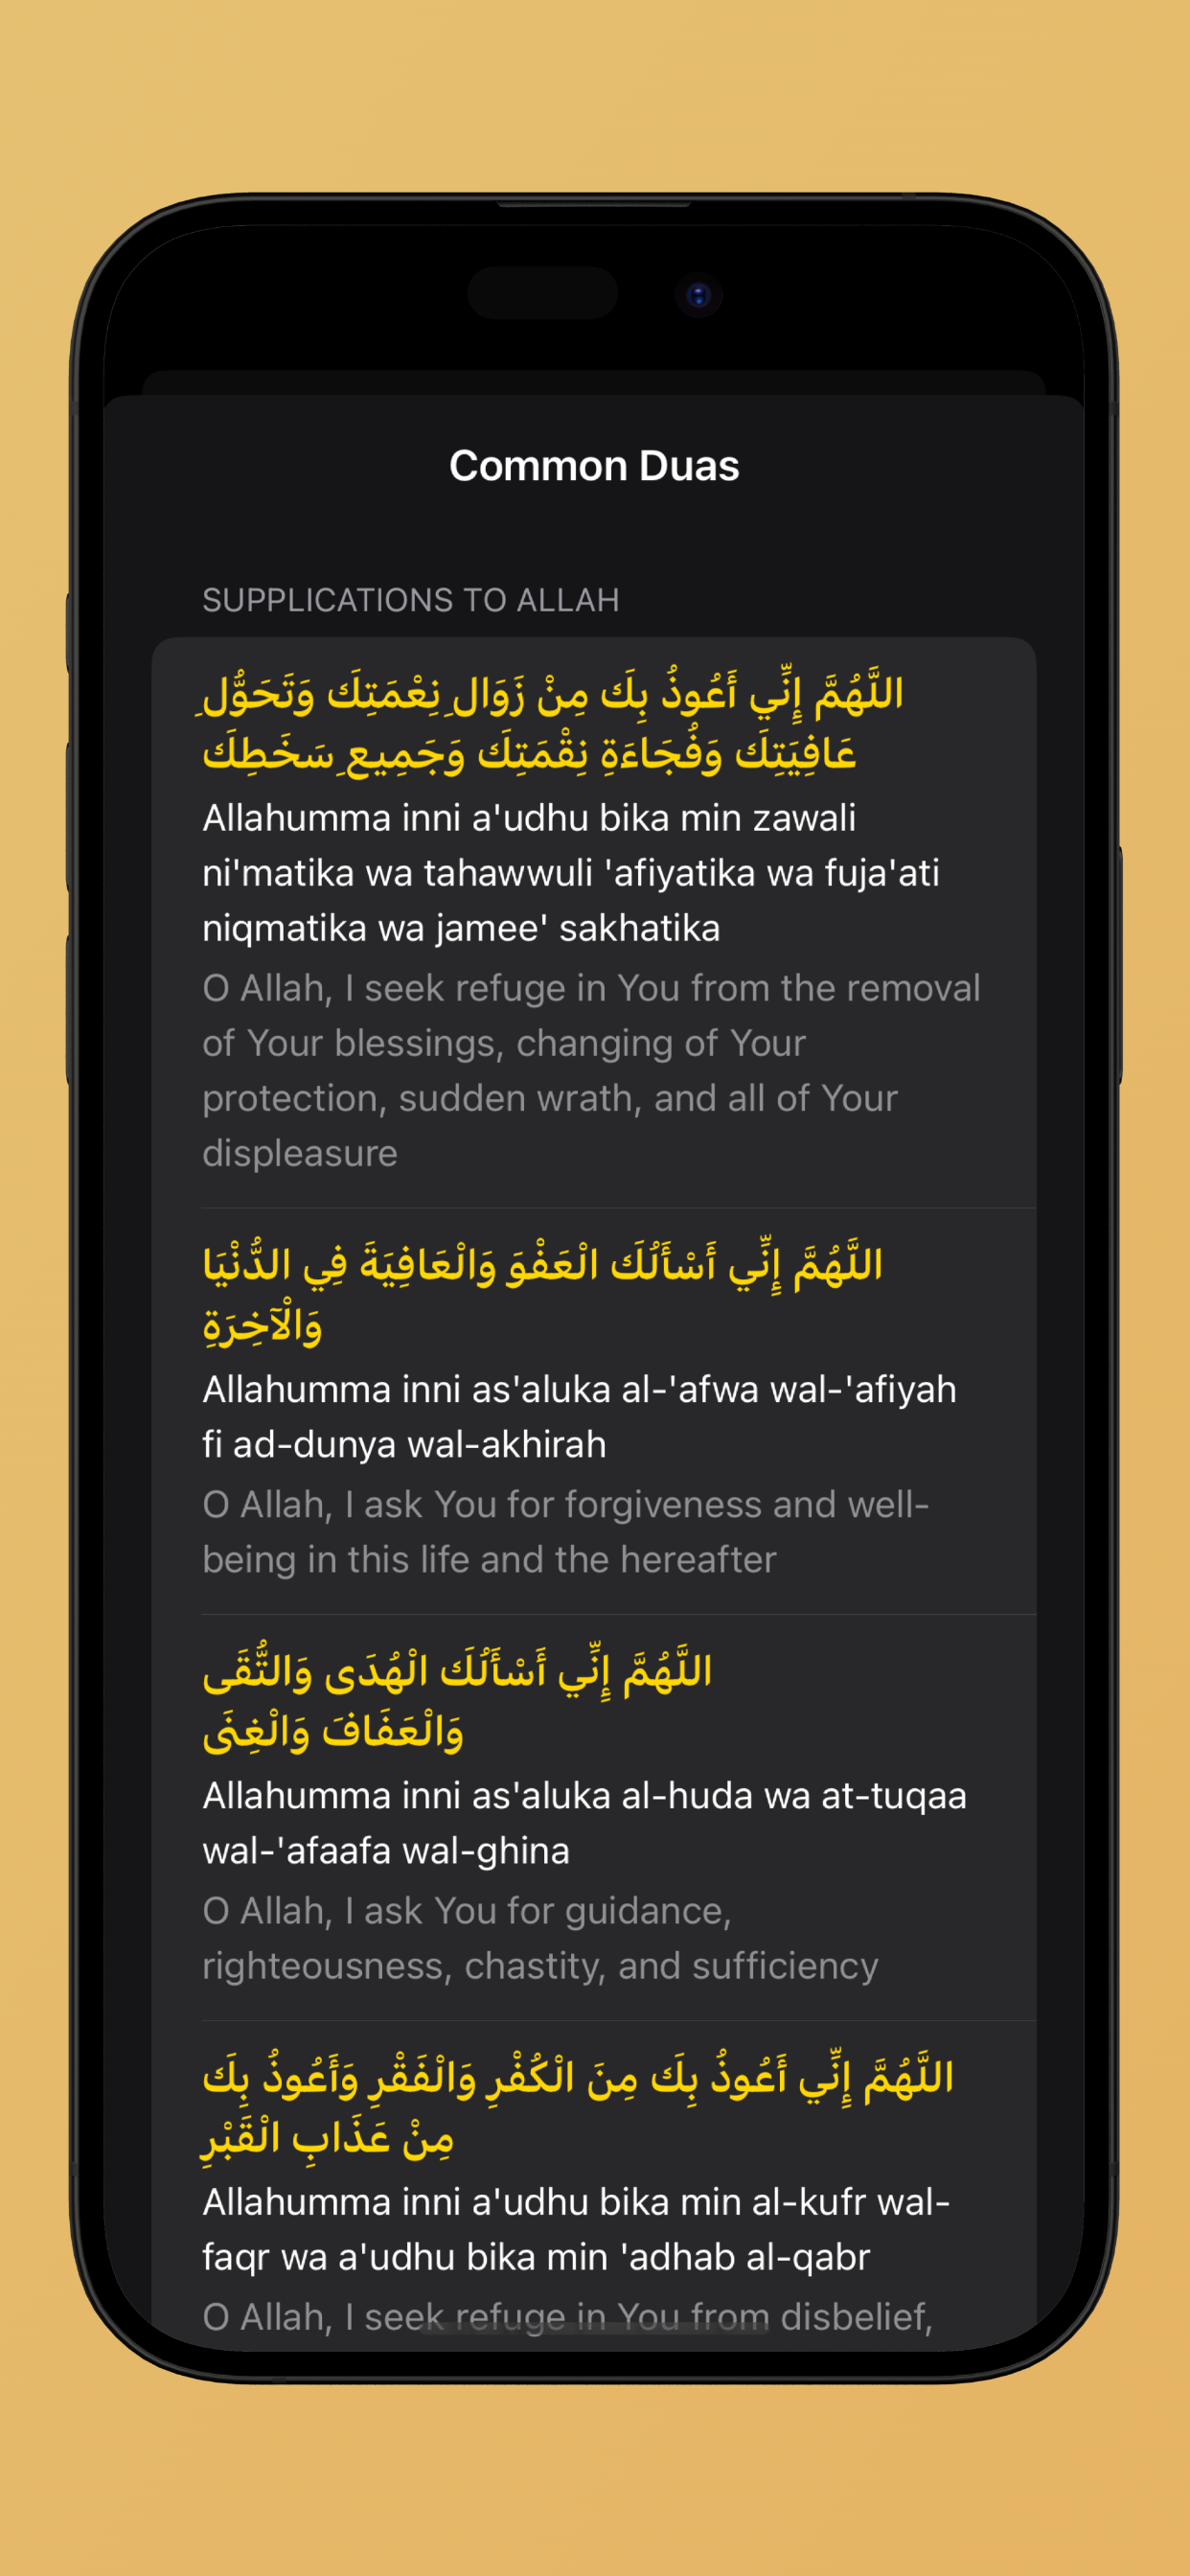 Common Duas
SUPPLICATIONS TO ALLAH
اللَّهُمَّ إِنِّي أَعُوذُ بِكَ مِنْ زَوَالِ نِعْمَتِكَ وَتَحَوُّلِ
عَافِيَتِكَ وَفُجَاءَةِ نِقْمَتِكَ وَجَمِيعِ سَخَطِكَ
Allahumma inni a'udhu bika min zawali
ni'matika wa tahawwuli 'afiyatika wa fuja'ati
niqmatika wa jamee' sakhatika
O Allah, I seek refuge in You from the removal
of Your blessings, changing of Your
protection, sudden wrath, and all of Your
displeasure
اللَّهُمَّ إِنِّي أَسْأَلُكَ الْعَفْوَ وَالْعَافِيَةَ فِي الدُّنْيَا
وَالْآخِرَةِ
Allahumma inni as'aluka al-'afwa wal-'afiyah
fi ad-dunya wal-akhirah
O Allah, I ask You for forgiveness and well-
being in this life and the hereafter
اللَّهُمَّ إِنِّي أَسْأَلُكَ الْهُدَى وَالتُّقَى
وَالْعَفَافَ وَالْغِنَى
Allahumma inni as'aluka al-huda wa at-tuqaa
wal-'afaafa wal-ghina
O Allah, I ask You for guidance,
righteousness, chastity, and sufficiency
اللَّهُمَّ إِنِّي أَعُوذُ بِكَ مِنَ الْكُفْرِ وَالْفَقْرِ وَأَعُوذُ بِكَ
مِنْ عَذَابِ الْقَبْرِ
Allahumma inni a'udhu bika min al-kufr wal-
faqr wa a'udhu bika min 'adhab al-qabr
O Allah, I seek refuge in You from disbelief,